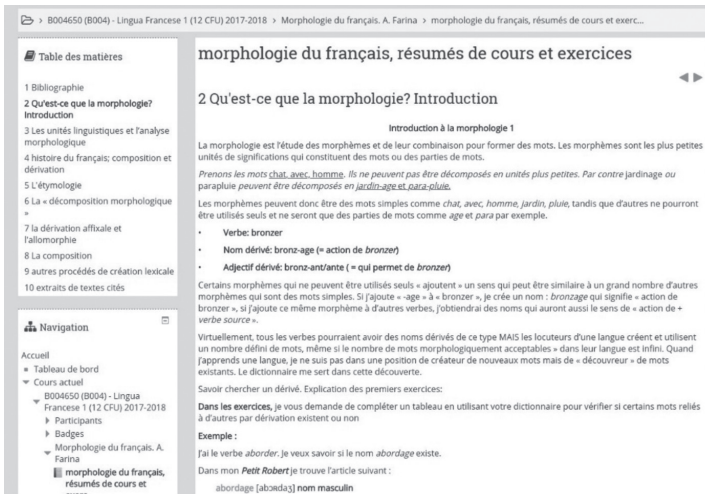 > B004650 (B004) - Lingua Francese 1 (12 CFU) 2017-2018 > Morphologie du français. A. Farina > morphologie du français, résumés de cours et exerc...
Table des matières
1 Bibliographie
2 Qu'est-ce que la morphologie?
Introduction
3 Les unités linguistiques et l'analyse
morphologique
4 histoire du français; composition et
dérivation
5 L'étymologie
6 La « décomposition morphologique
»
7 la dérivation affixale et
l'allomorphie
8 La composition
9 autres procédés de création lexicale
10 extraits de textes cités
Navigation
Accueil
Tableau de bord
Cours actuel
B004650 (B004) - Lingua
Francese 1 (12 CFU) 2017-2018
Participants
Badges
Morphologie du français. A.
Farina
morphologie du français,
résumés de cours et
morphologie du français, résumés de cours et exercices
2 Qu'est-ce que la morphologie? Introduction
Introduction à la morphologie 1
La morphologie est l'étude des morphèmes et de leur combinaison pour former des mots. Les morphèmes sont les plus petites
unités de significations qui constituent des mots ou des parties de mots.
Prenons les mots chat, avec, homme. Ils ne peuvent pas être décomposés en unités plus petites. Par contre jardinage ou
parapluie peuvent être décomposés en jardin-age et para-pluie.
Les morphèmes peuvent donc être des mots simples comme chat, avec, homme, jardin, pluie, tandis que d'autres ne pourront
être utilisés seuls et ne seront que des parties de mots comme age et para par exemple.
• Verbe: bronzer
• Nom dérivé: bronz-age (= action de bronzer)
• Adjectif dérivé: bronz-ant/ante ( = qui permet de bronzer)
Certains morphèmes qui ne peuvent être utilisés seuls « ajoutent » un sens qui peut être similaire à un grand nombre d'autres
morphèmes qui sont des mots simples. Si j'ajoute « -age » à « bronzer », je crée un nom : bronzage qui signifie « action de
bronzer », si j'ajoute ce même morphème à d'autres verbes, j'obtiendrai des noms qui auront aussi le sens de « action de +
verbe source ».
Virtuellement, tous les verbes pourraient avoir des noms dérivés de ce type MAIS les locuteurs d'une langue créent et utilisent
un nombre défini de mots, même si le nombre de mots morphologiquement acceptables » dans leur langue est infini. Quand
j'apprends une langue, je ne suis pas dans une position de créateur de nouveaux mots mais de « découvreur » de mots
existants. Le dictionnaire me sert dans cette découverte.
Savoir chercher un dérivé. Explication des premiers exercices:
Dans les exercices, je vous demande de compléter un tableau en utilisant votre dictionnaire pour vérifier si certains mots reliés
à d'autres par dérivation existent ou non
Exemple :
J'ai le verbe aborder. Je veux savoir si le nom abordage existe.
Dans mon Petit Robert je trouve l'article suivant :
abordage [abɔʀdaʒ] nom masculin